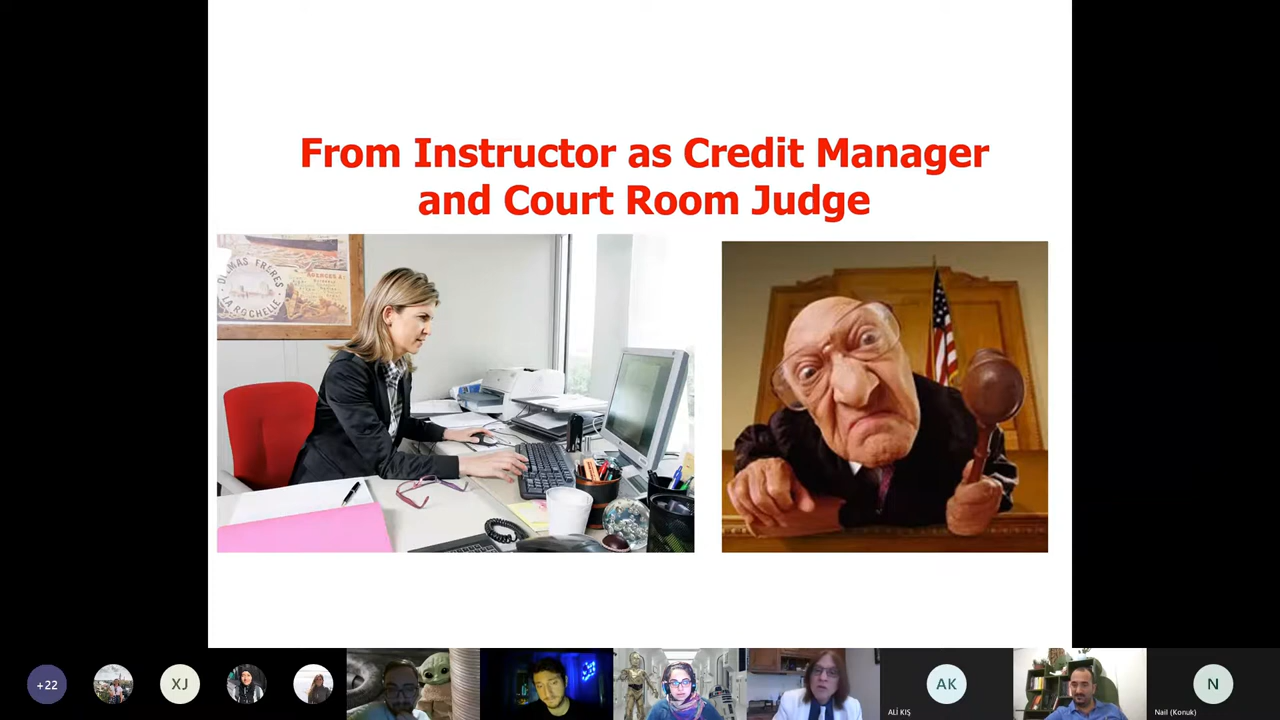 From Instructor as Credit Manager
and Court Room Judge
DELMAS FRERES
LA ROCHELLE
AGENCES A:
+22
XJ
AK
ALİ KIŞ
N
Nail (Konuk)